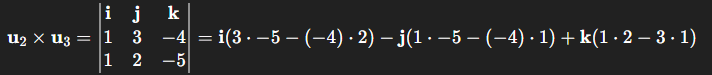 u₂ × u₃ = |i j k; 1 3 −4; 1 2 −5| = i(3 · −5 − (−4) · 2) − j(1 · −5 − (−4) · 1) + k(1 · 2 − 3 · 1)